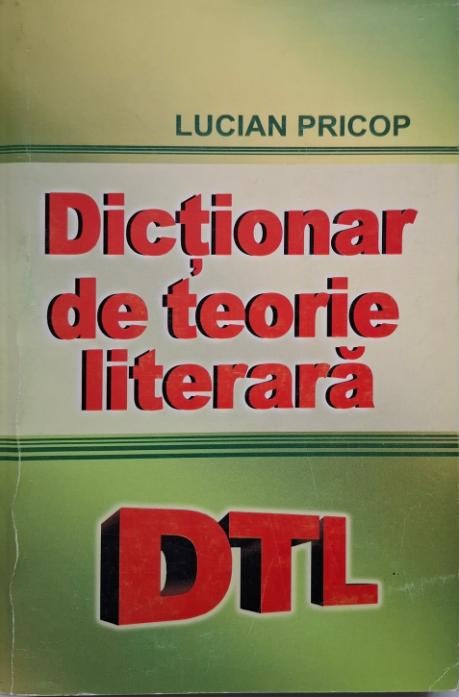 LUCIAN PRICOP
Dicționar
de teorie
literară
DTL